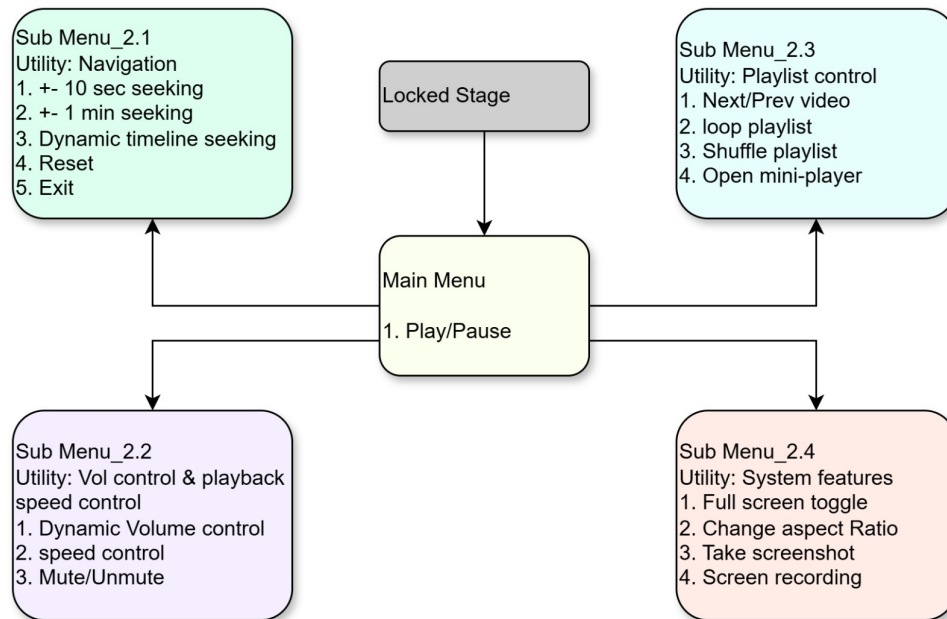 Sub Menu_2.1
Utility: Navigation
1. +- 10 sec seeking
2. +- 1 min seeking
3. Dynamic timeline seeking
4. Reset
5. Exit
Locked Stage
Sub Menu_2.3
Utility: Playlist control
1. Next/Prev video
2. loop playlist
3. Shuffle playlist
4. Open mini-player
Main Menu
1. Play/Pause
Sub Menu_2.2
Utility: Vol control & playback
speed control
1. Dynamic Volume control
2. speed control
3. Mute/Unmute
Sub Menu_2.4
Utility: System features
1. Full screen toggle
2. Change aspect Ratio
3. Take screenshot
4. Screen recording